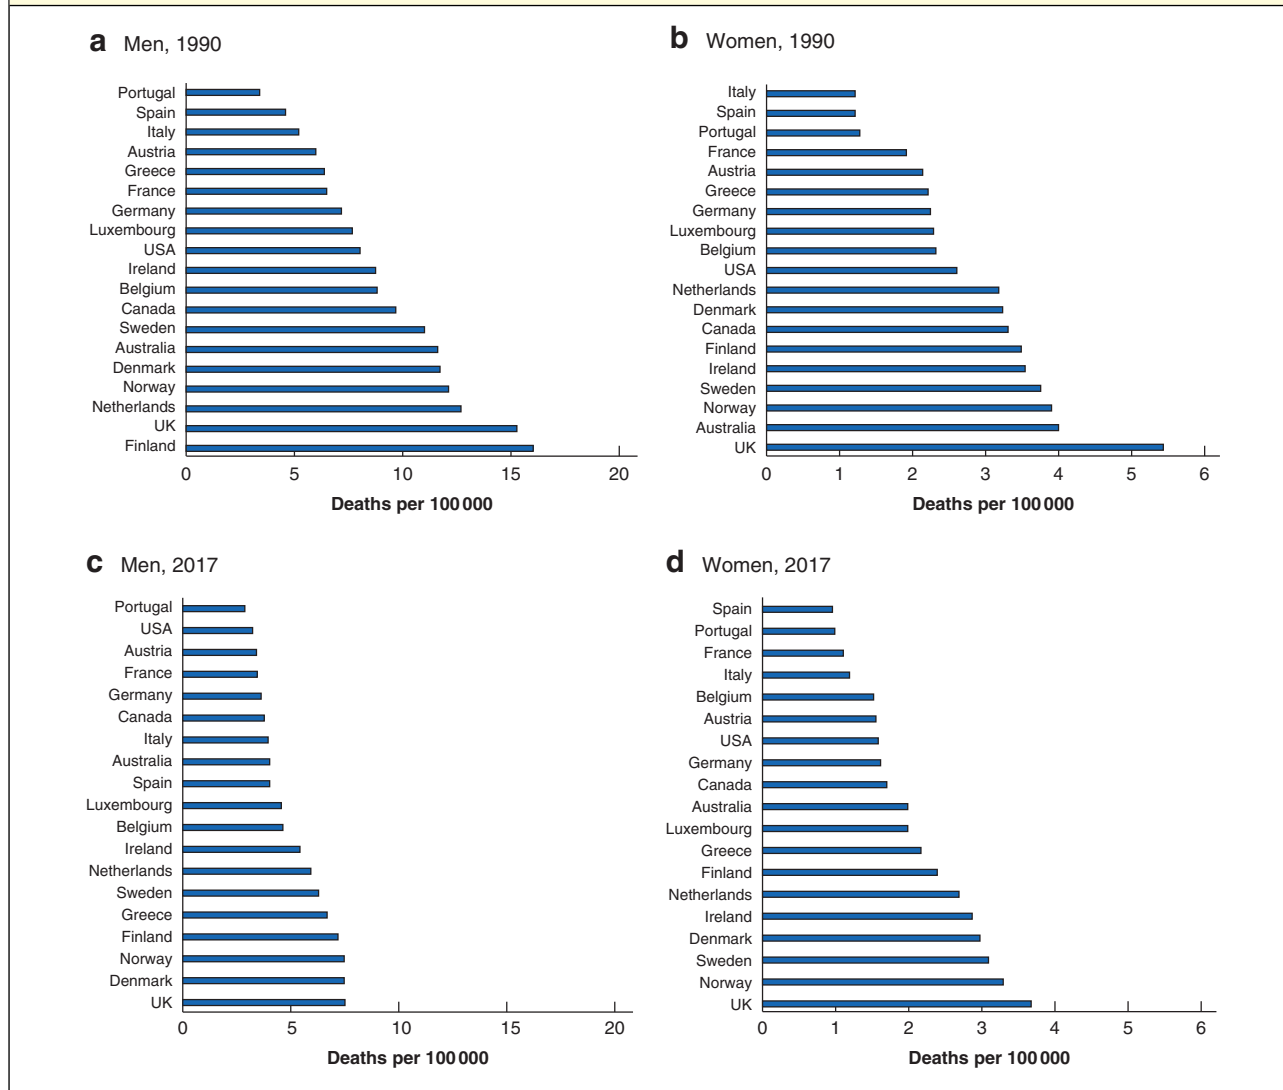 a Men, 1990
Portugal
Spain
Italy
Austria
Greece
France
Germany
Luxembourg
USA
Ireland
Belgium
Canada
Sweden
Australia
Denmark
Norway
Netherlands
UK
Finland
0 5 10 15 20
Deaths per 100 000
b Women, 1990
Italy
Spain
Portugal
France
Austria
Greece
Germany
Luxembourg
Belgium
USA
Netherlands
Denmark
Canada
Finland
Ireland
Sweden
Norway
Australia
UK
0 1 2 3 4 5 6
Deaths per 100 000
c Men, 2017
Portugal
USA
Austria
France
Germany
Canada
Italy
Australia
Spain
Luxembourg
Belgium
Ireland
Netherlands
Sweden
Greece
Finland
Norway
Denmark
UK
0 5 10 15 20
Deaths per 100 000
d Women, 2017
Spain
Portugal
France
Italy
Belgium
Austria
USA
Germany
Canada
Australia
Luxembourg
Greece
Finland
Netherlands
Ireland
Denmark
Sweden
Norway
UK
0 1 2 3 4 5 6
Deaths per 100 000